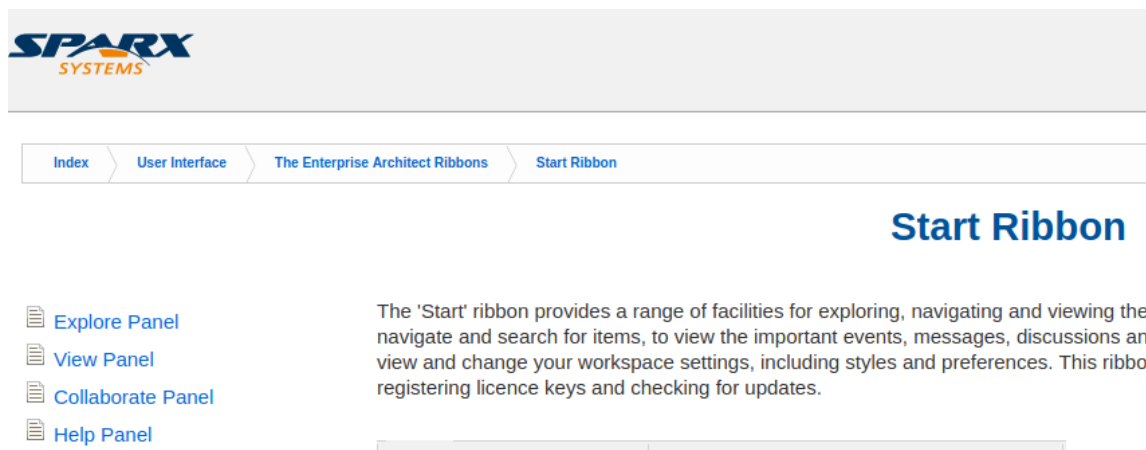 SPARX
SYSTEMS
Index
User Interface
The Enterprise Architect Ribbons
Start Ribbon
Start Ribbon
Explore Panel
View Panel
Collaborate Panel
Help Panel
The 'Start' ribbon provides a range of facilities for exploring, navigating and viewing the
navigate and search for items, to view the important events, messages, discussions an
view and change your workspace settings, including styles and preferences. This ribbo
registering licence keys and checking for updates.